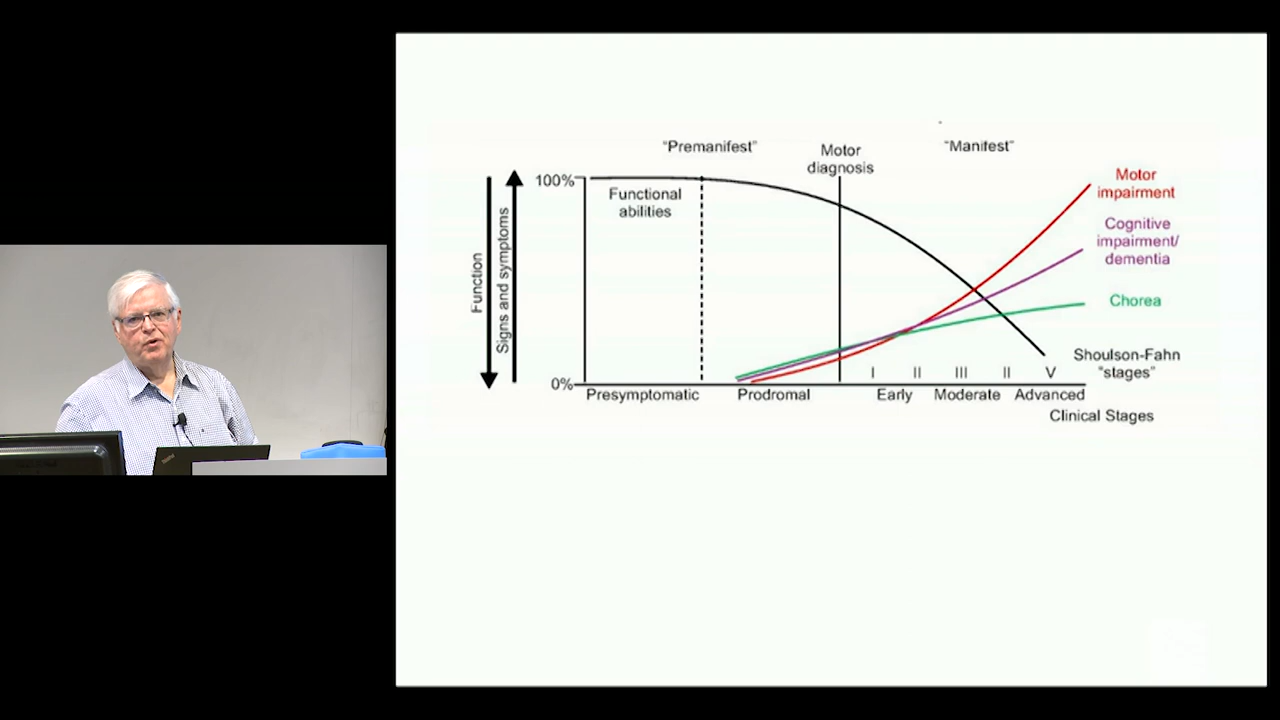 "Premanifest"
Motor
diagnosis
"Manifest"
100%
Functional
abilities
Function
Signs and symptoms
Motor
impairment
Cognitive
impairment/
dementia
Chorea
Shoulson-Fahn
"stages"
I II III II V
0%
Presymptomatic Prodromal Early Moderate Advanced
Clinical Stages